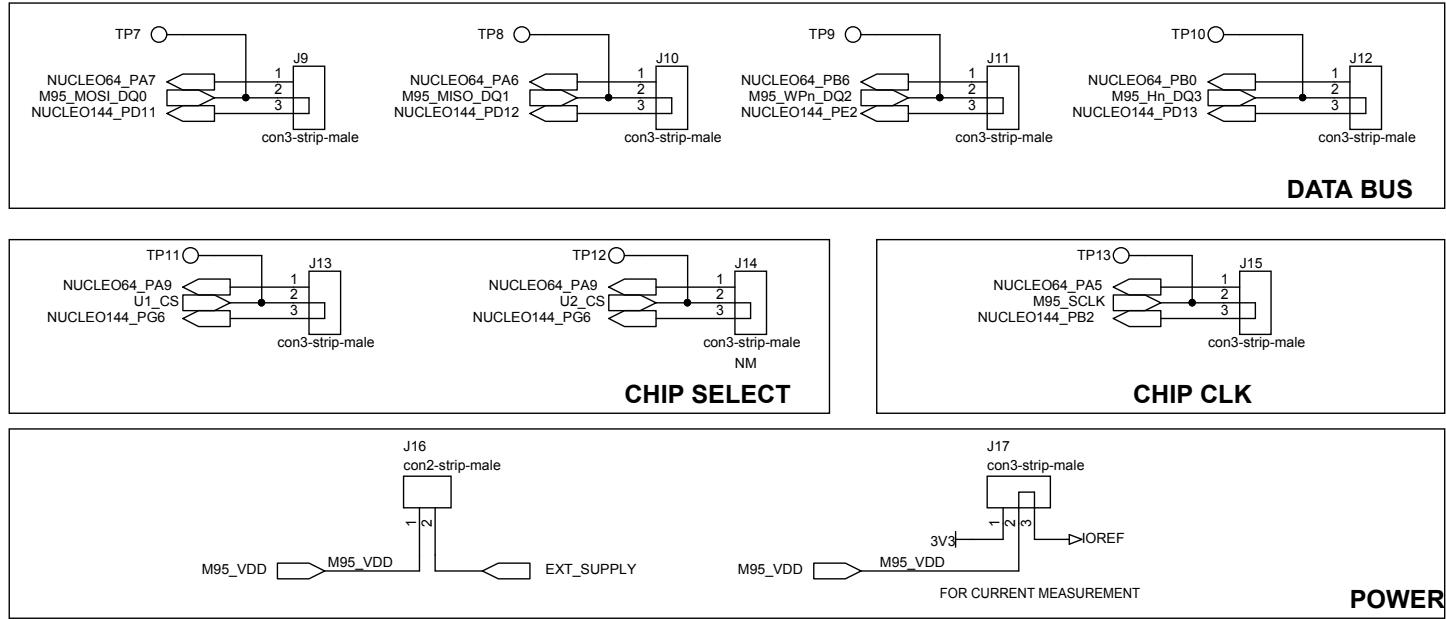 TP7
J9
NUCLEO64_PA7
1
M95_MOSI_DQ0
2
NUCLEO144_PD11
3
con3-strip-male
TP8
J10
NUCLEO64_PA6
1
M95_MISO_DQ1
2
NUCLEO144_PD12
3
con3-strip-male
TP9
J11
NUCLEO64_PB6
1
M95_WPn_DQ2
2
NUCLEO144_PE2
3
con3-strip-male
TP10
J12
NUCLEO64_PB0
1
M95_Hn_DQ3
2
NUCLEO144_PD13
3
con3-strip-male
DATA BUS
TP11
J13
NUCLEO64_PA9
1
U1_CS
2
NUCLEO144_PG6
3
con3-strip-male
TP12
J14
NUCLEO64_PA9
1
U2_CS
2
NUCLEO144_PG6
3
con3-strip-male
NM
CHIP SELECT
TP13
J15
NUCLEO64_PA5
1
M95_SCLK
2
NUCLEO144_PB2
3
con3-strip-male
CHIP CLK
J16
con2-strip-male
1
2
M95_VDD
M95_VDD
EXT_SUPPLY
J17
con3-strip-male
1
2
3
3V3
IOREF
M95_VDD
M95_VDD
FOR CURRENT MEASUREMENT
POWER